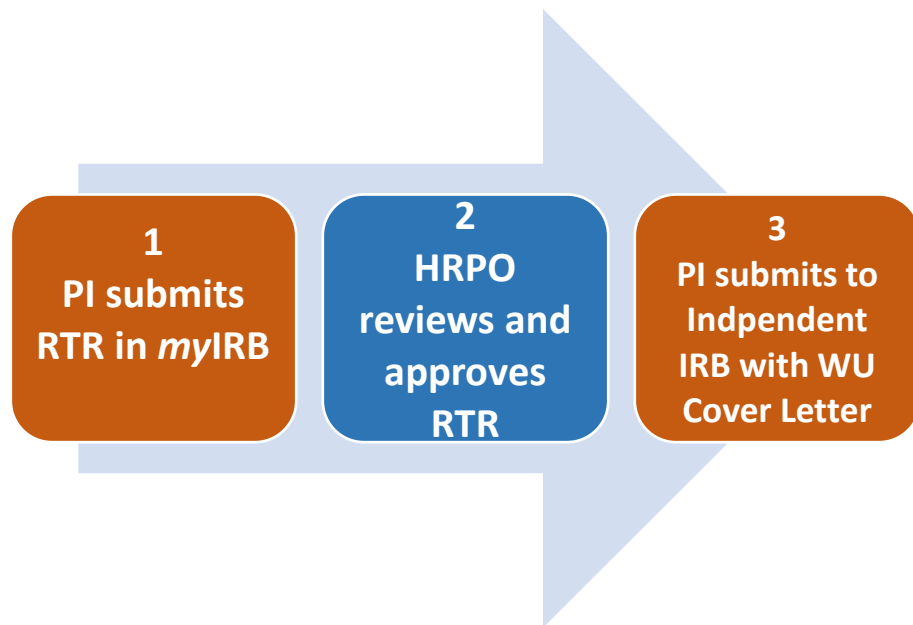 1
PI submits
RTR in myIRB
2
HRPO
reviews and
approves
RTR
3
PI submits to
Indpendent
IRB with WU
Cover Letter